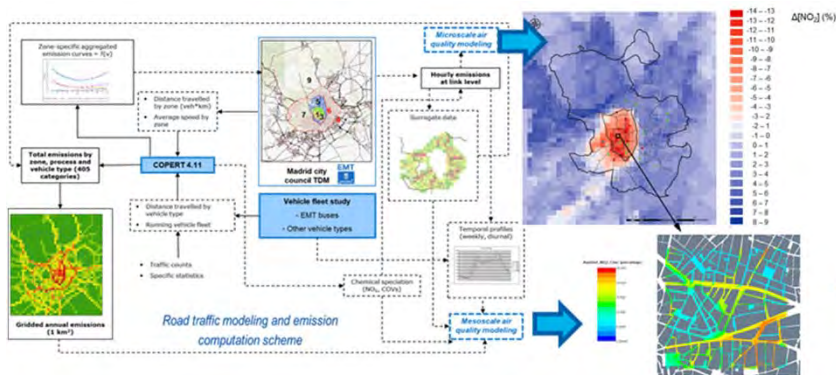 Zone-specific aggregated
emission curves = f(v)
Distance travelled
by zone (veh*km)
Average speed by
zone
9
7
Madrid city
council TDM
EMT
Microscale air
quality modeling
Hourly emissions
at link level
Surrogate data
Total emissions by
zone, process and
vehicle type (405
categories)
COPERT 4.11
Distance travelled by
vehicle type
Running vehicle fleet
Traffic counts
Specific statistics
Vehicle fleet study
- EMT buses
- Other vehicle types
Temporal profiles
(weekly, diurnal)
Chemical speciation
(NOx, COVs)
Mesoscale air
quality modeling
Gridded annual emissions
(1 km²)
Road traffic modeling and emission
computation scheme
Δ[NO₂] (%)
-14 – -13
-13 – -12
-12 – -11
-11 – -10
-10 – -9
-9 – -8
-8 – -7
-7 – -6
-6 – -5
-5 – -4
-4 – -3
-3 – -2
-2 – -1
-1 – 0
0 – 1
1 – 2
2 – 3
3 – 4
4 – 5
5 – 6
6 – 7
7 – 8
8 – 9